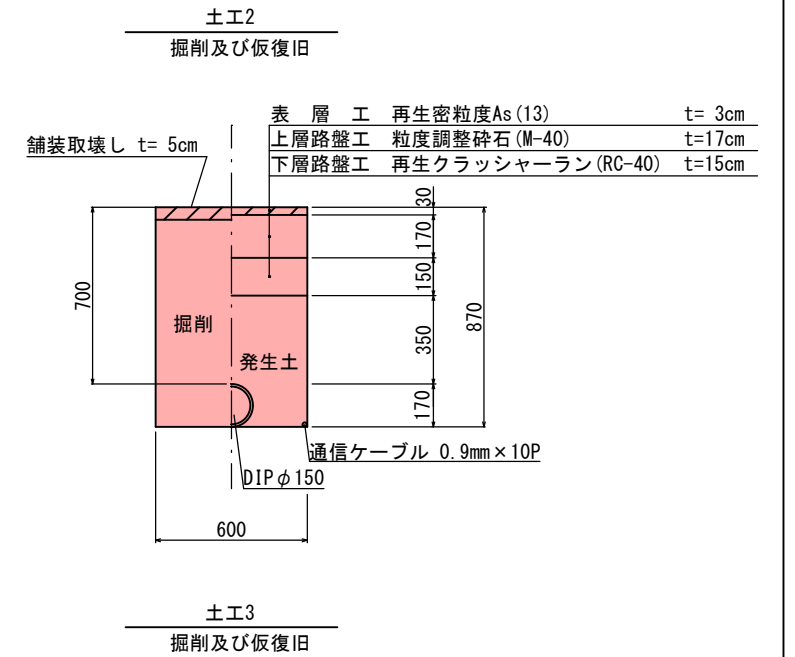 土工2
掘削及び仮復旧
表 層 工 再生密粒度As(13) t= 3cm
舗装取壊し t= 5cm
上層路盤工 粒度調整砕石(M-40) t=17cm
下層路盤工 再生クラッシャーラン(RC-40) t=15cm
30
170
150
700
870
掘削
350
発生土
170
通信ケーブル 0.9mm×10P
DIPφ150
600
土工3
掘削及び仮復旧